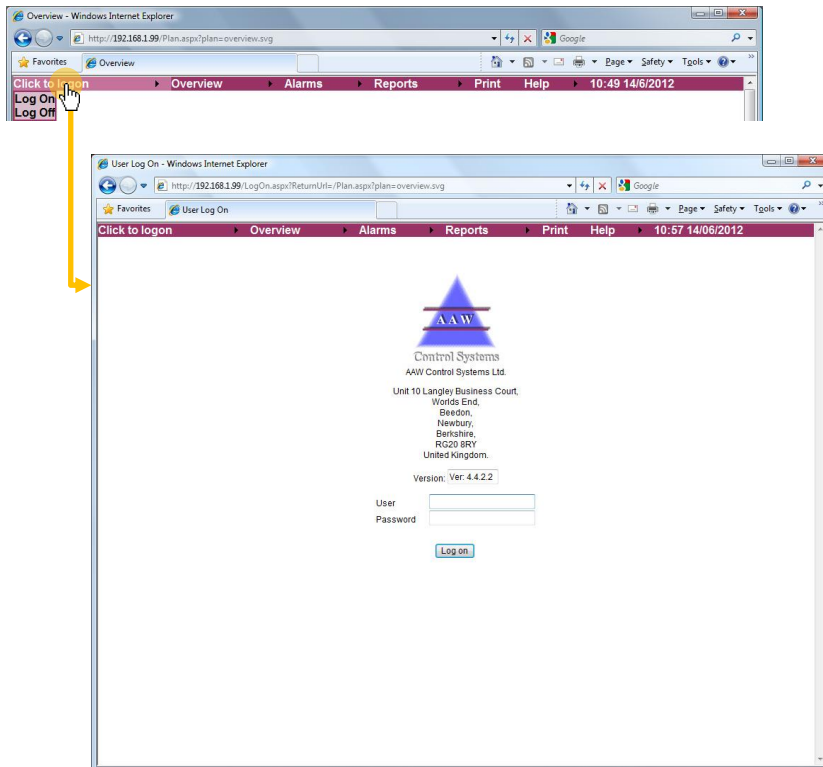 Overview - Windows Internet Explorer
http://192.168.1.99/Plan.aspx?plan=overview.svg Google
Favorites Overview Page Safety Tools »
Click to logon Overview Alarms Reports Print Help 10:49 14/6/2012
Log On
Log Off
User Log On - Windows Internet Explorer
http://192.168.1.99/LogOn.aspx?ReturnUrl=/Plan.aspx?plan=overview.svg Google
Favorites User Log On Page Safety Tools »
Click to logon Overview Alarms Reports Print Help 10:57 14/06/2012
AAW
Control Systems
AAW Control Systems Ltd.
Unit 10 Langley Business Court,
Worlds End,
Beedon,
Newbury,
Berkshire,
RG20 8RY
United Kingdom.
Version: Ver: 4.4.2.2
User
Password
Log on